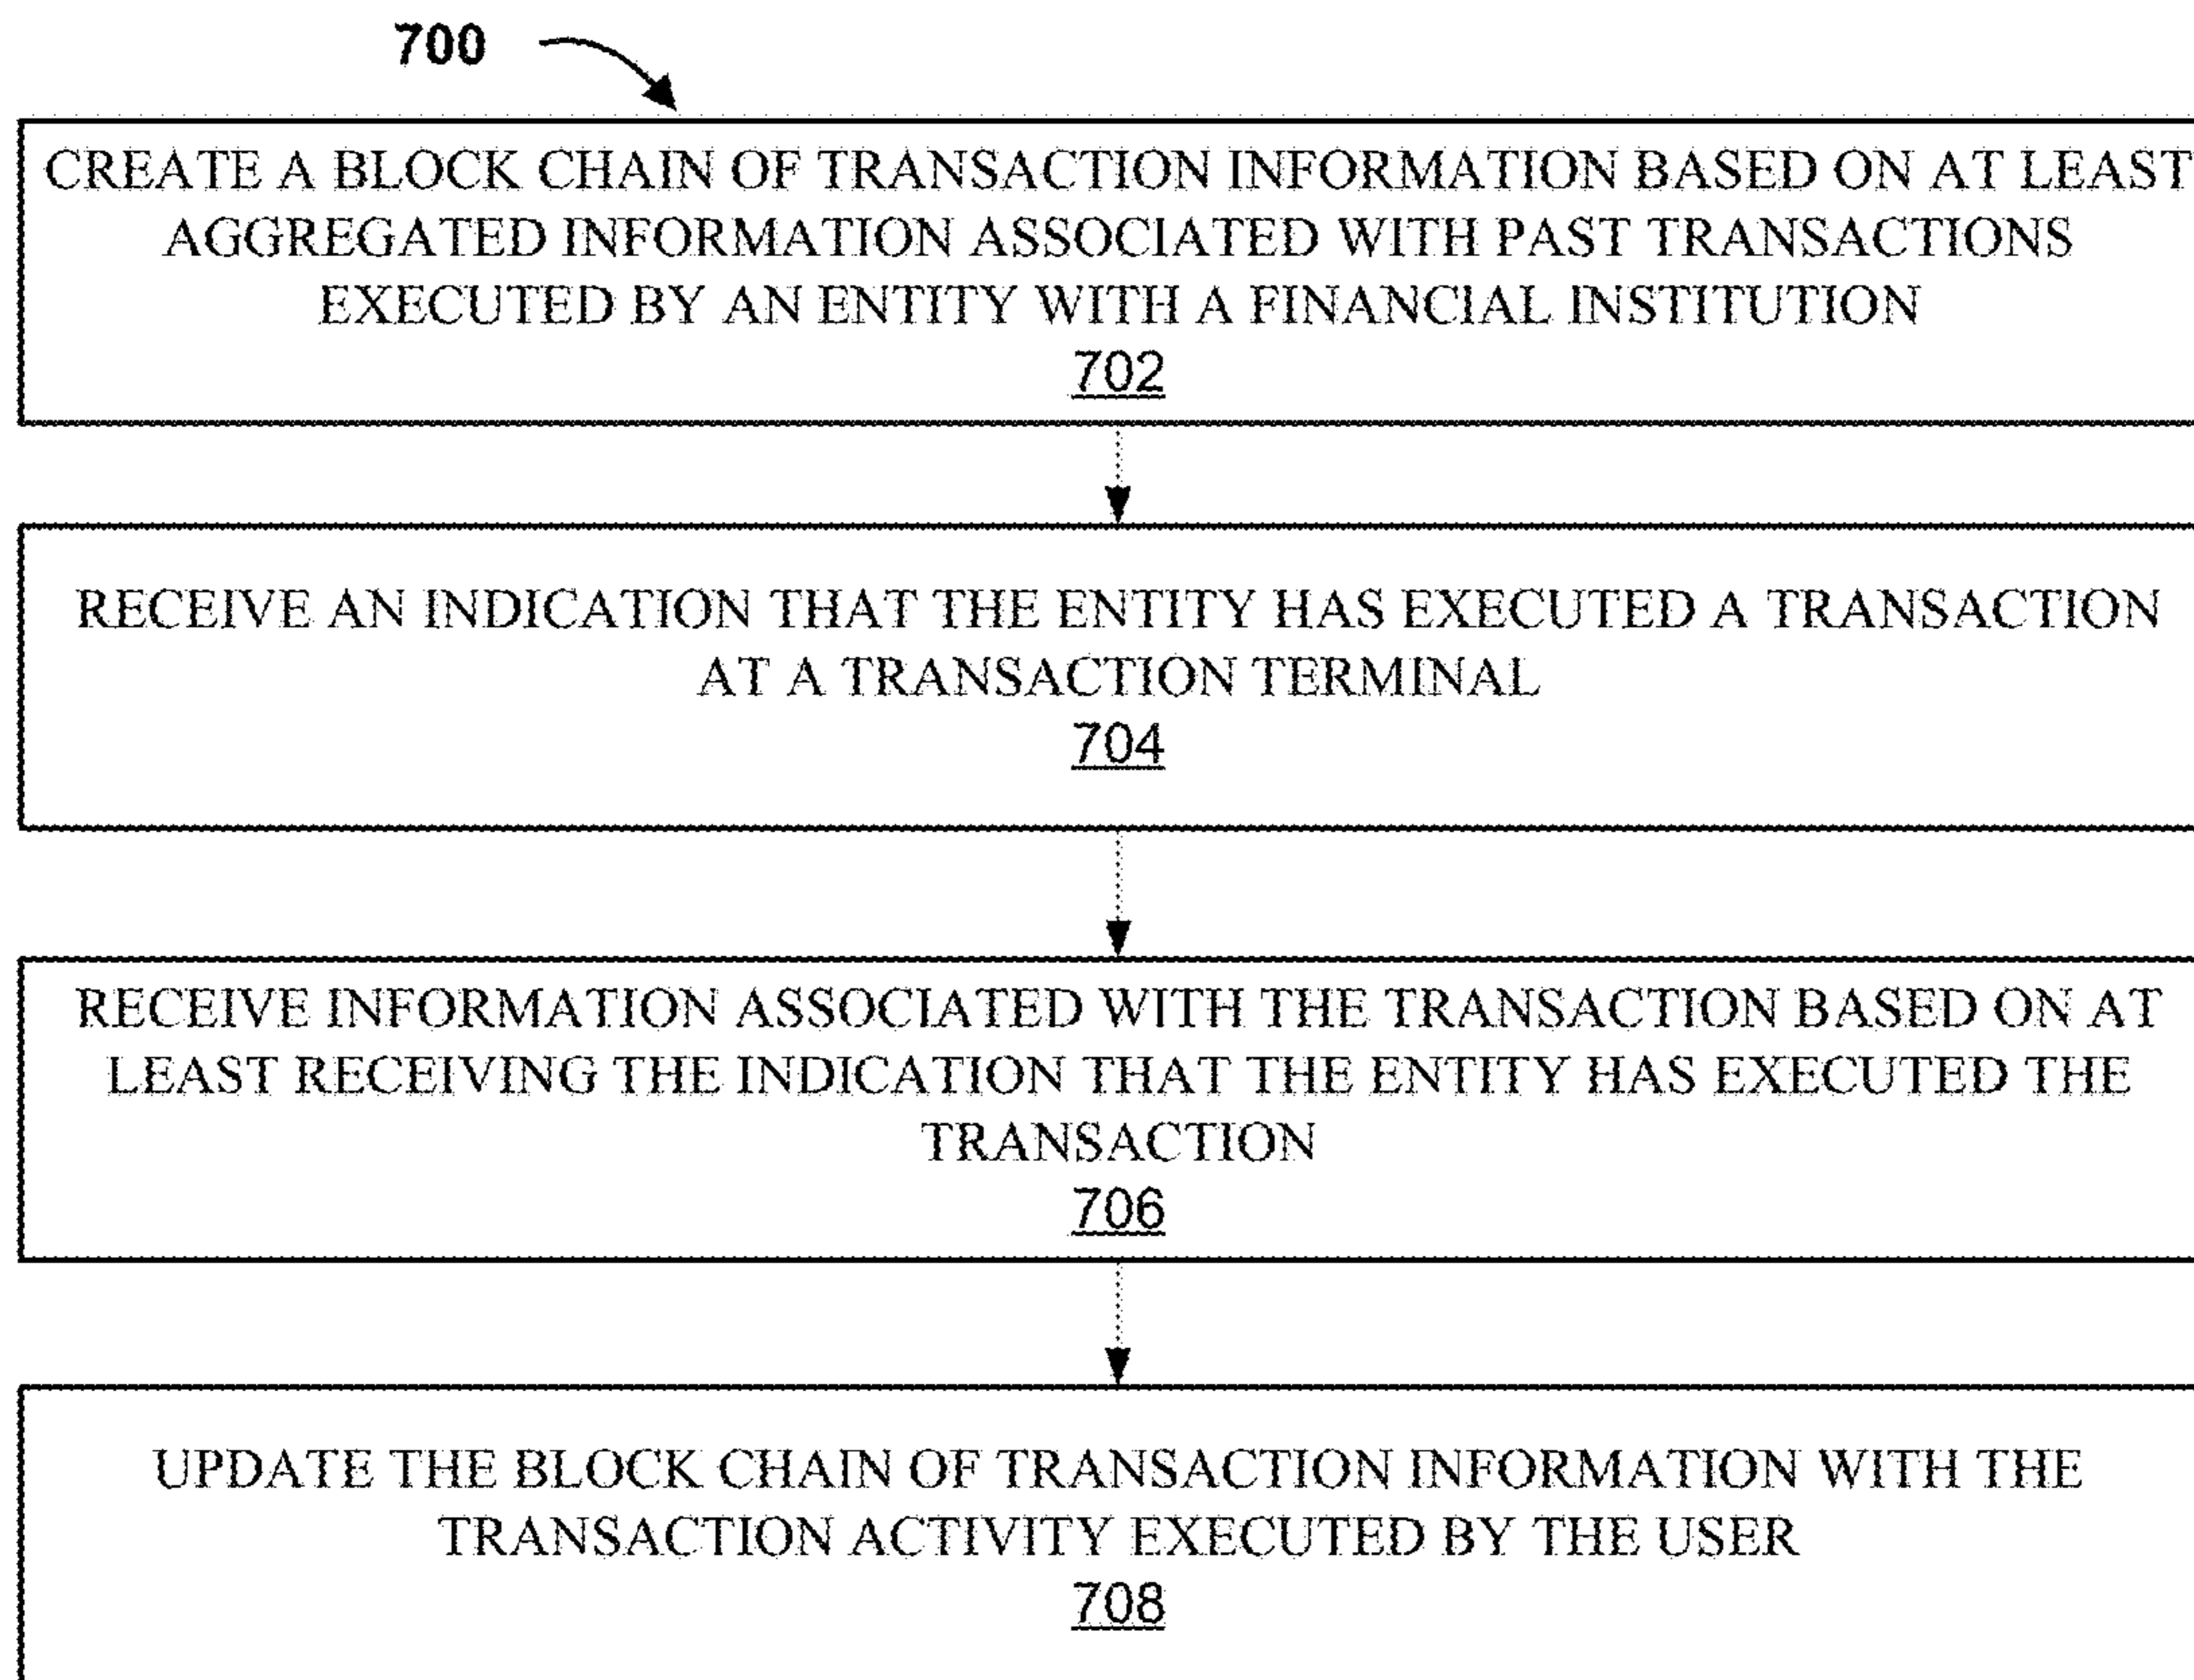 700
CREATE A BLOCK CHAIN OF TRANSACTION INFORMATION BASED ON AT LEAST
AGGREGATED INFORMATION ASSOCIATED WITH PAST TRANSACTIONS
EXECUTED BY AN ENTITY WITH A FINANCIAL INSTITUTION
702
RECEIVE AN INDICATION THAT THE ENTITY HAS EXECUTED A TRANSACTION
AT A TRANSACTION TERMINAL
704
RECEIVE INFORMATION ASSOCIATED WITH THE TRANSACTION BASED ON AT
LEAST RECEIVING THE INDICATION THAT THE ENTITY HAS EXECUTED THE
TRANSACTION
706
UPDATE THE BLOCK CHAIN OF TRANSACTION INFORMATION WITH THE
TRANSACTION ACTIVITY EXECUTED BY THE USER
708